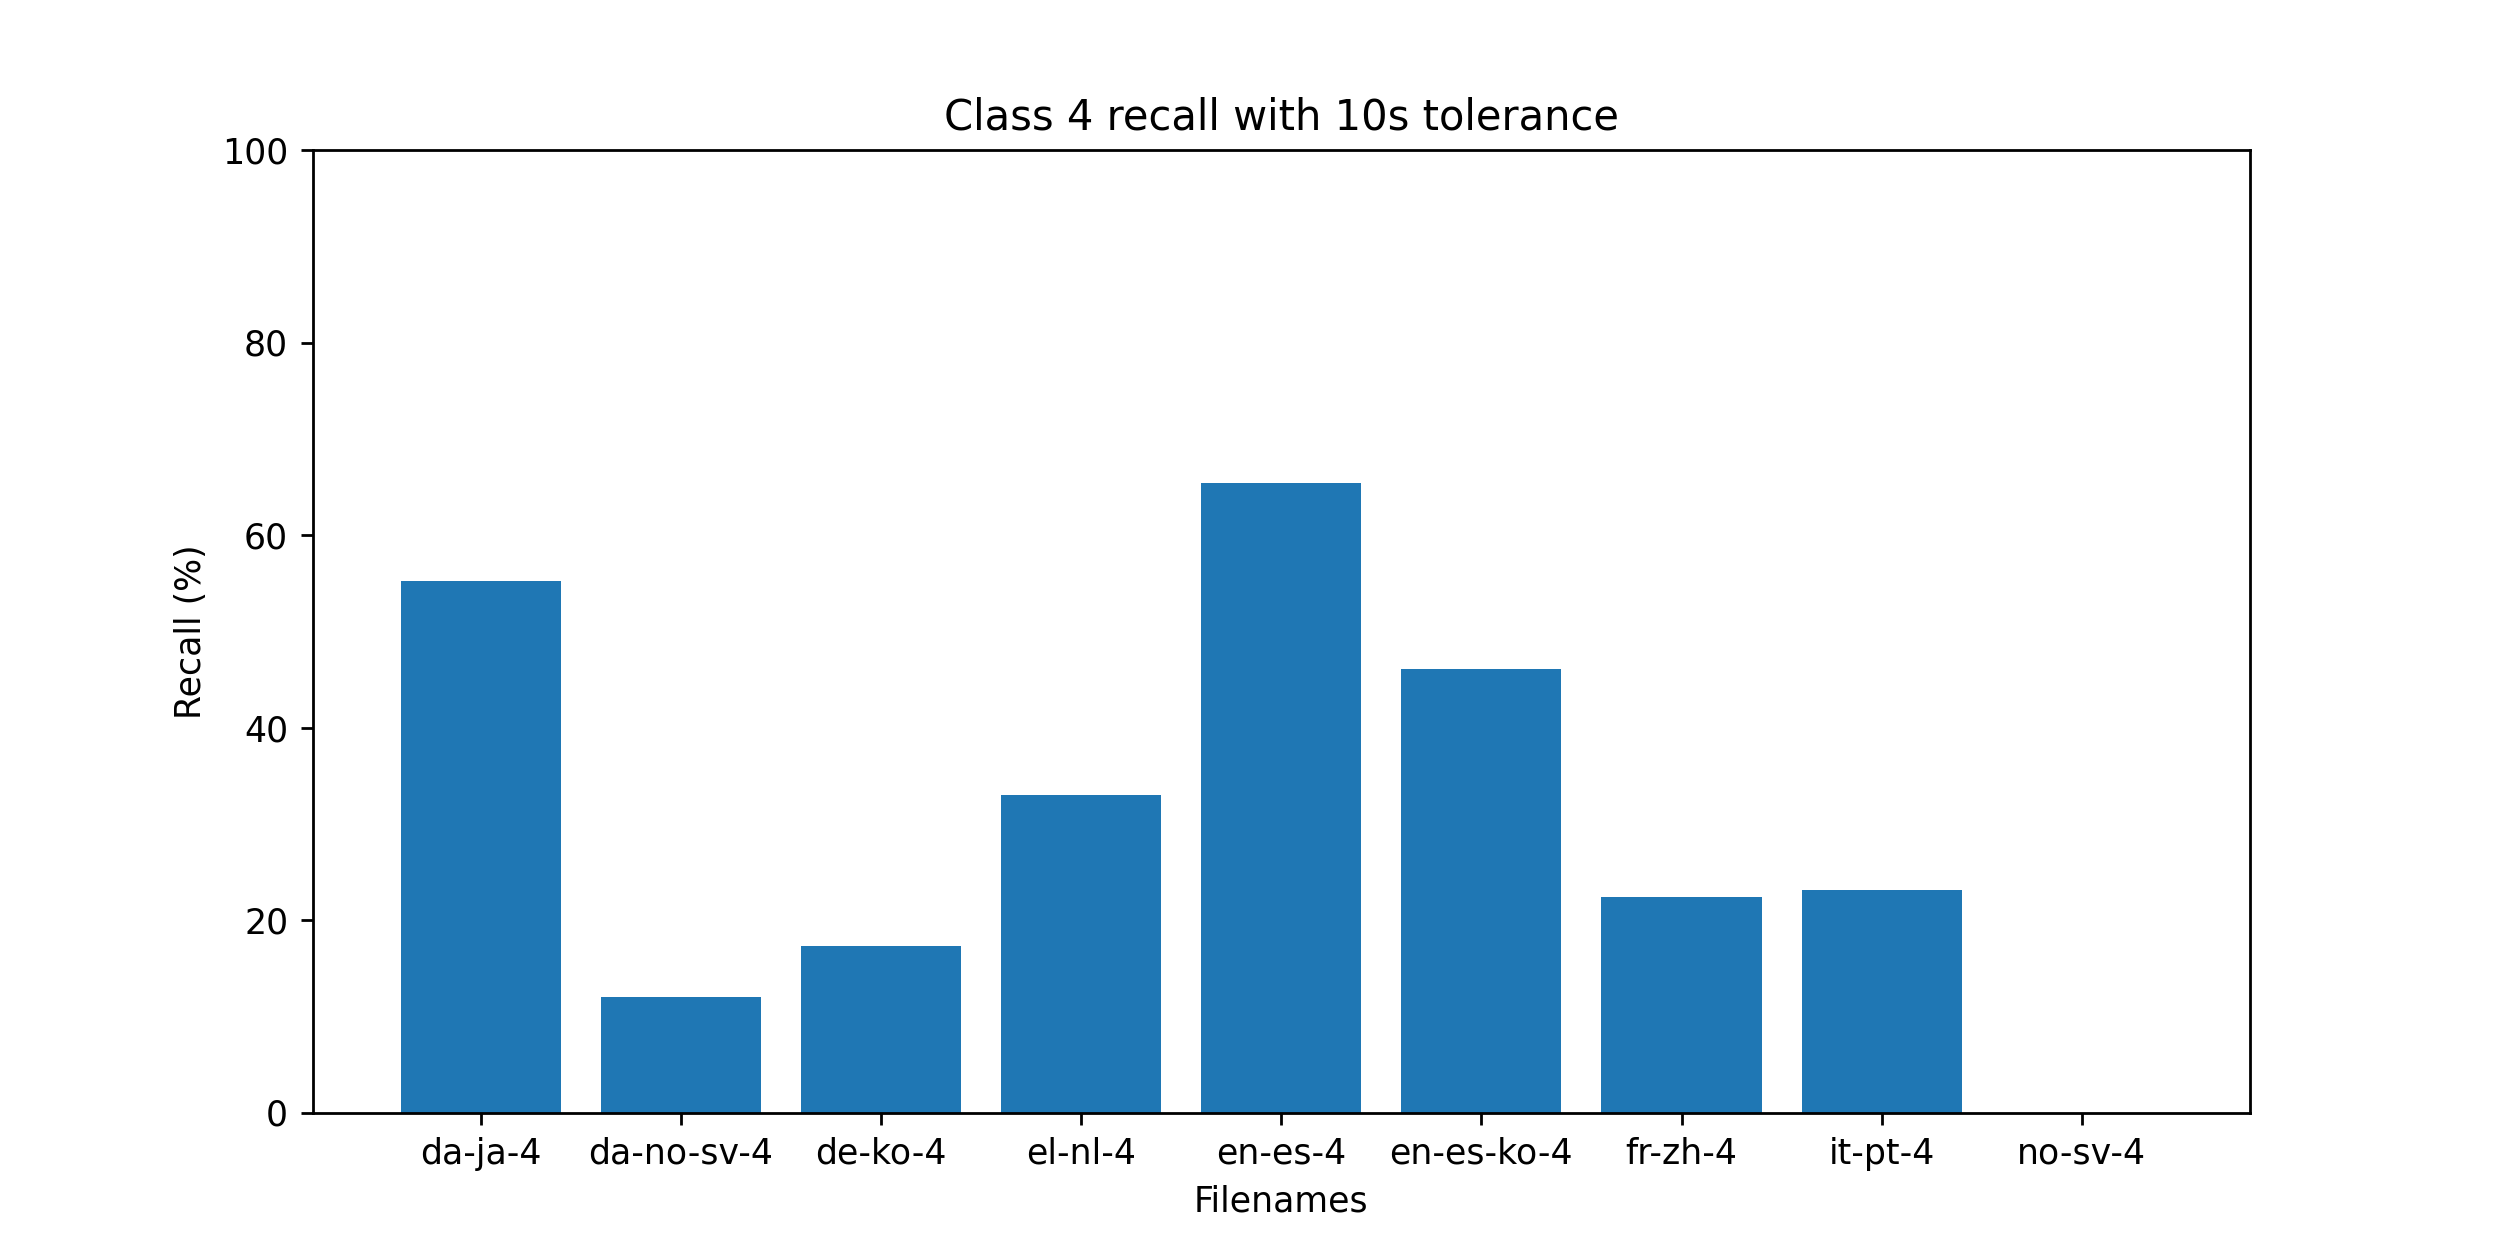 Class 4 recall with 10s tolerance
100
80
60
40
20
0
Recall (%)
da-ja-4 da-no-sv-4 de-ko-4 el-nl-4 en-es-4 en-es-ko-4 fr-zh-4 it-pt-4 no-sv-4
Filenames